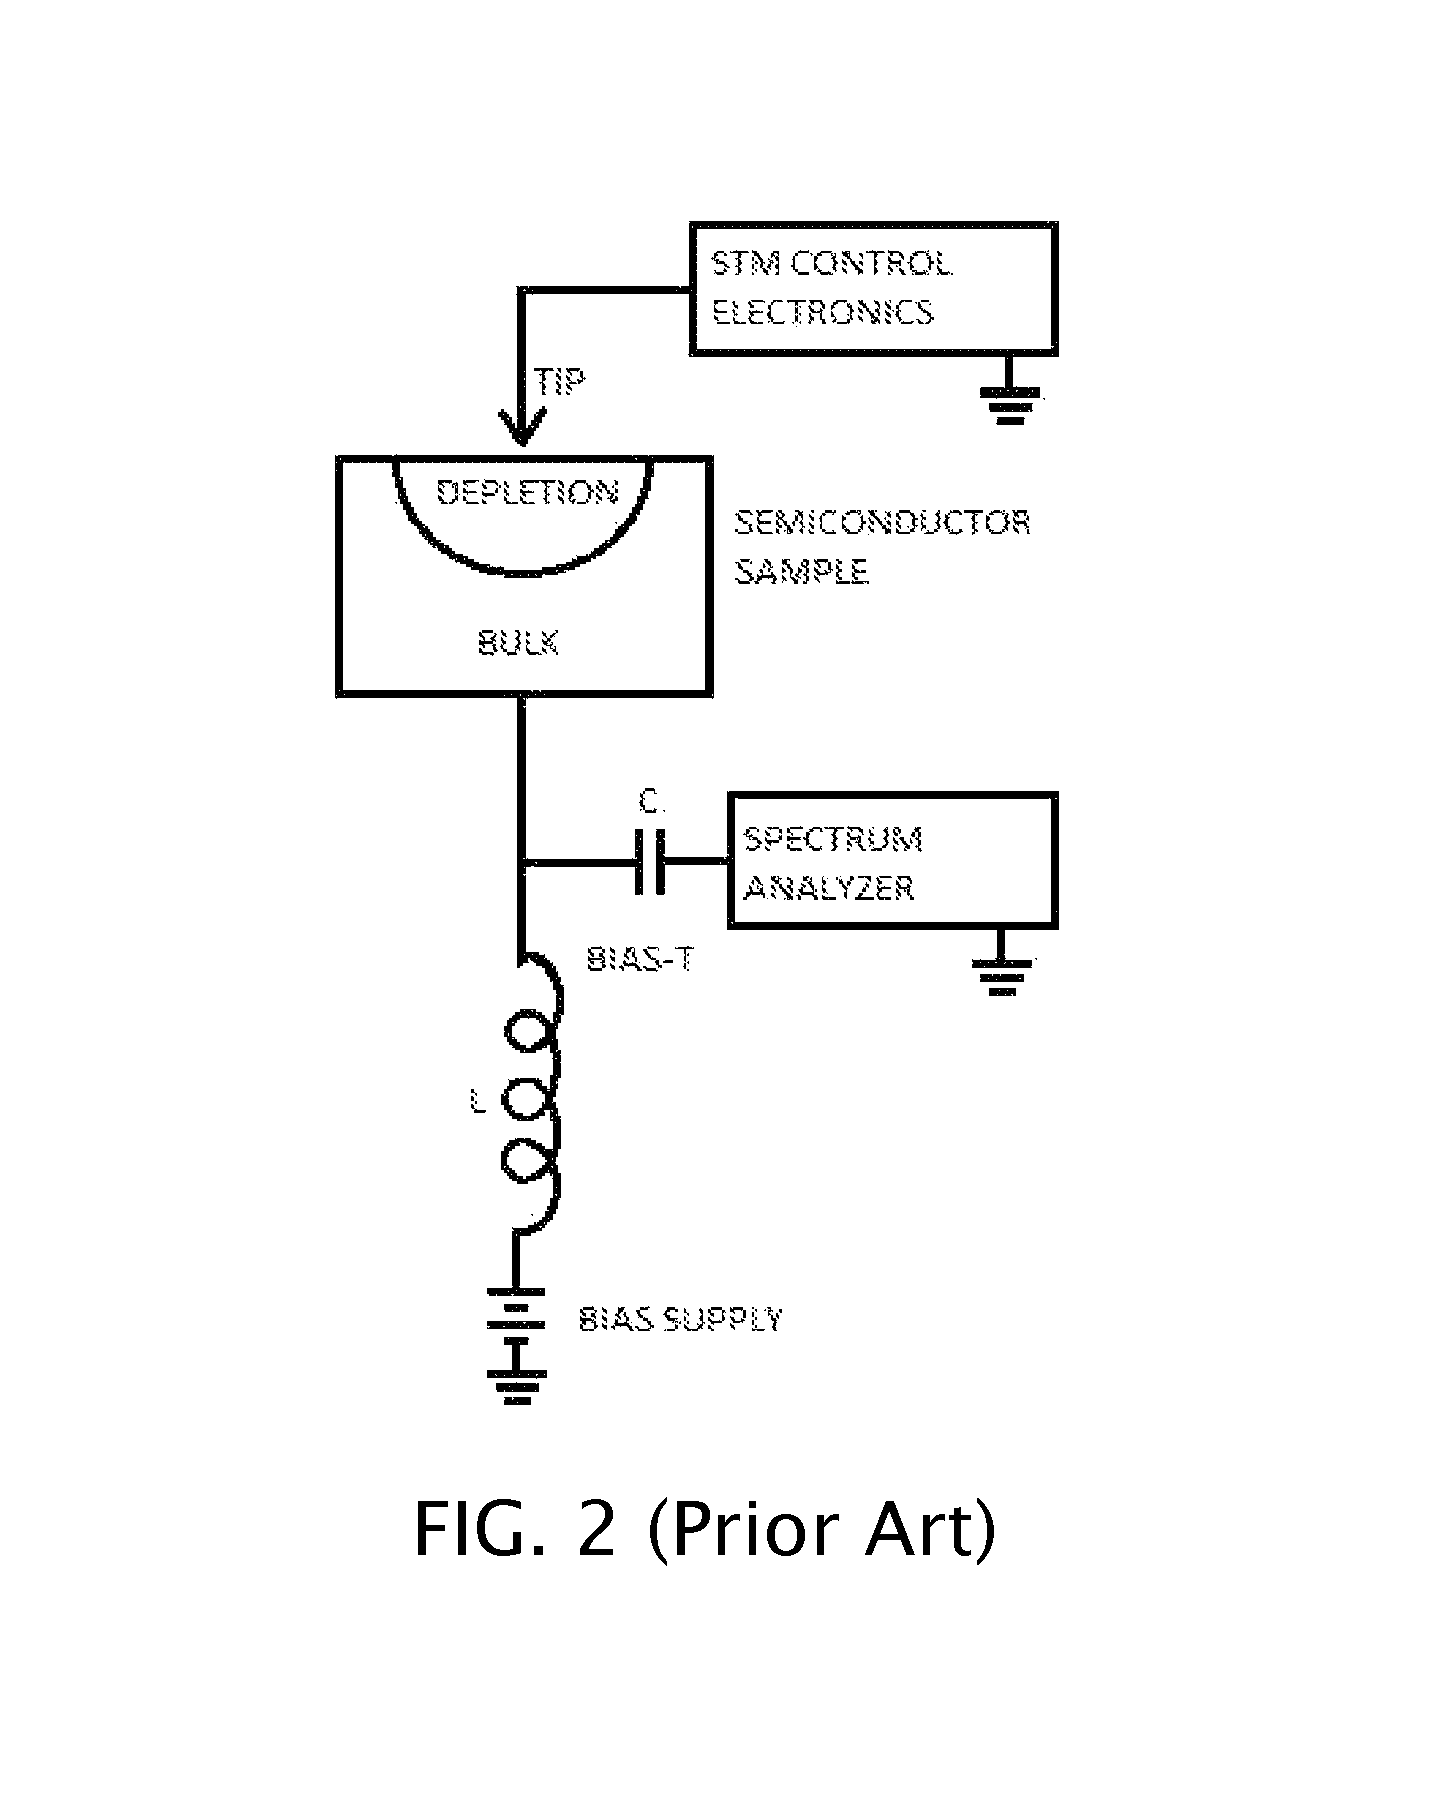 STM CONTROL
ELECTRONICS
TIP
DEPLETION
SEMICONDUCTOR
SAMPLE
BULK
C
SPECTRUM
ANALYZER
BIAS-T
L
BIAS SUPPLY
FIG. 2 (Prior Art)